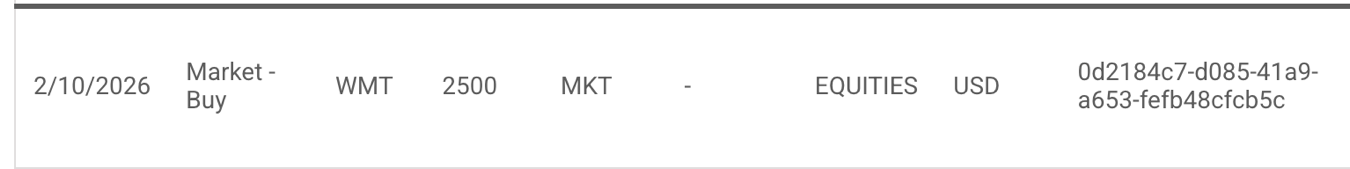 2/10/2026 Market - Buy WMT 2500 MKT - EQUITIES USD 0d2184c7-d085-41a9-a653-fefb48cfcb5c